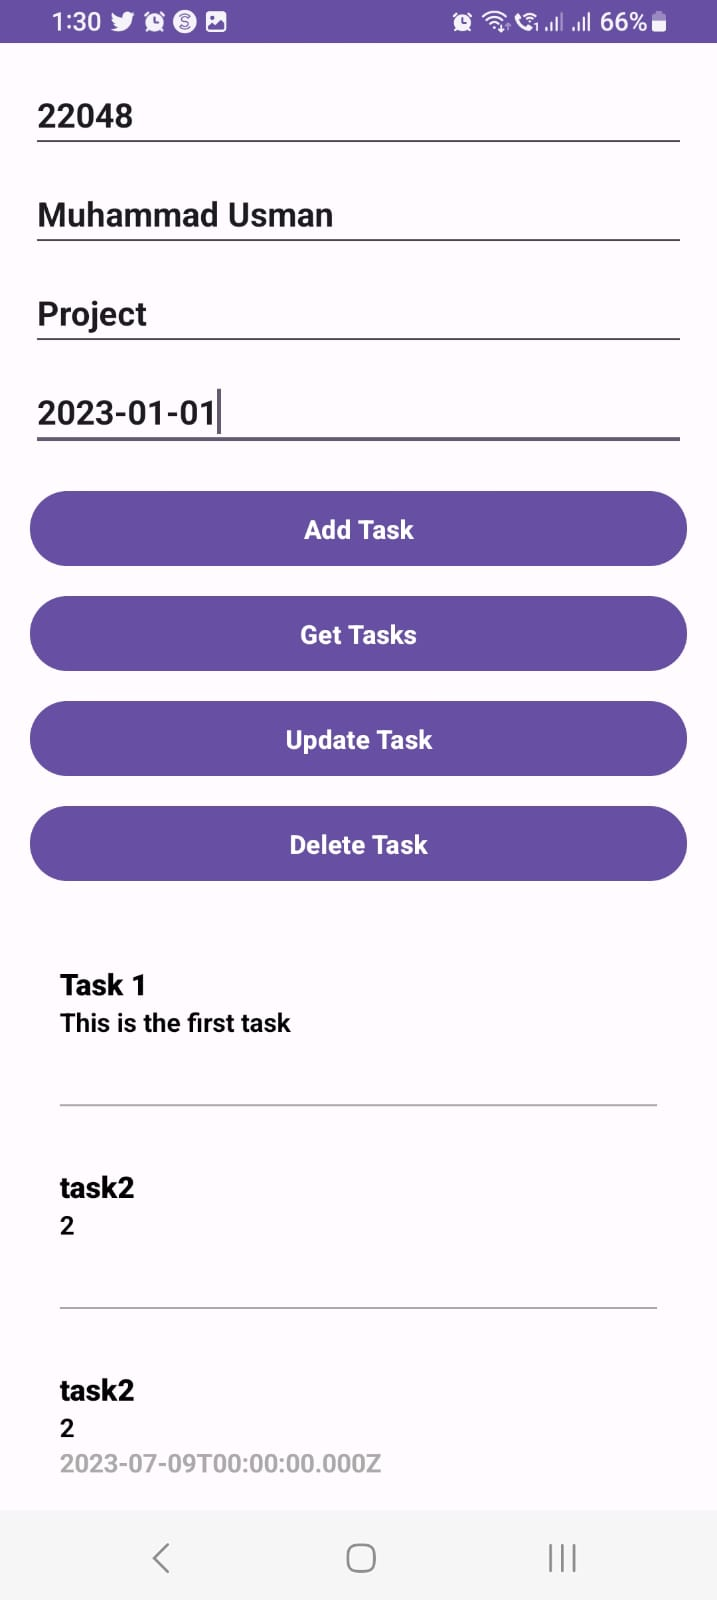 1:30 66%
22048
Muhammad Usman
Project
2023-01-01
Add Task
Get Tasks
Update Task
Delete Task
Task 1
This is the first task
task2
2
task2
2
2023-07-09T00:00:00.000Z